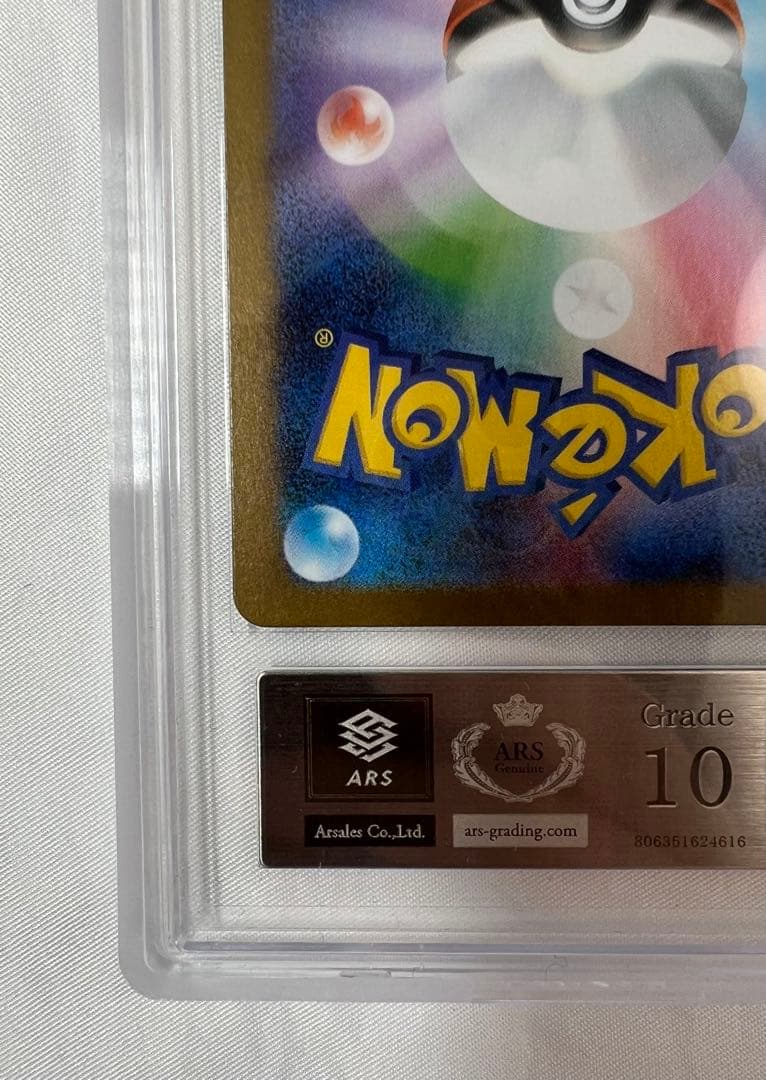 ®
POKéMON
ARS
Arsales Co.,Ltd.
ARS
Genuine
ars-grading.com
Grade
10
806351624616